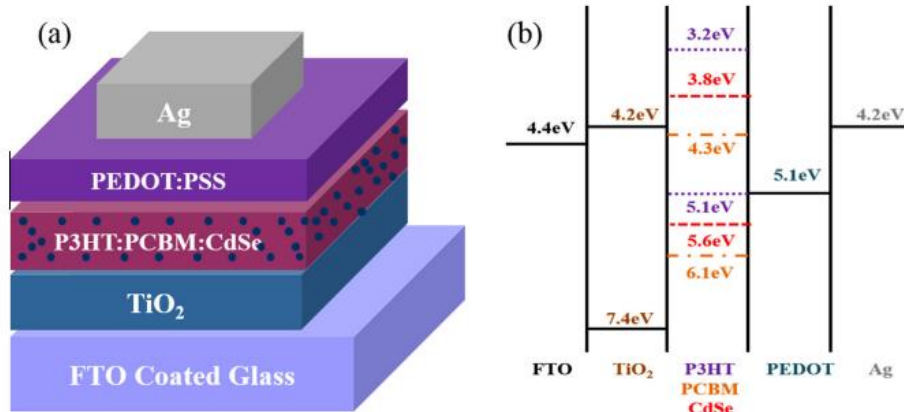 (a)
Ag
PEDOT:PSS
P3HT:PCBM:CdSe
TiO₂
FTO Coated Glass
(b)
3.2eV
3.8eV
4.4eV
4.2eV
4.3eV
4.2eV
5.1eV
5.1eV
5.6eV
6.1eV
7.4eV
FTO TiO₂ P3HT PEDOT Ag
PCBM
CdSe